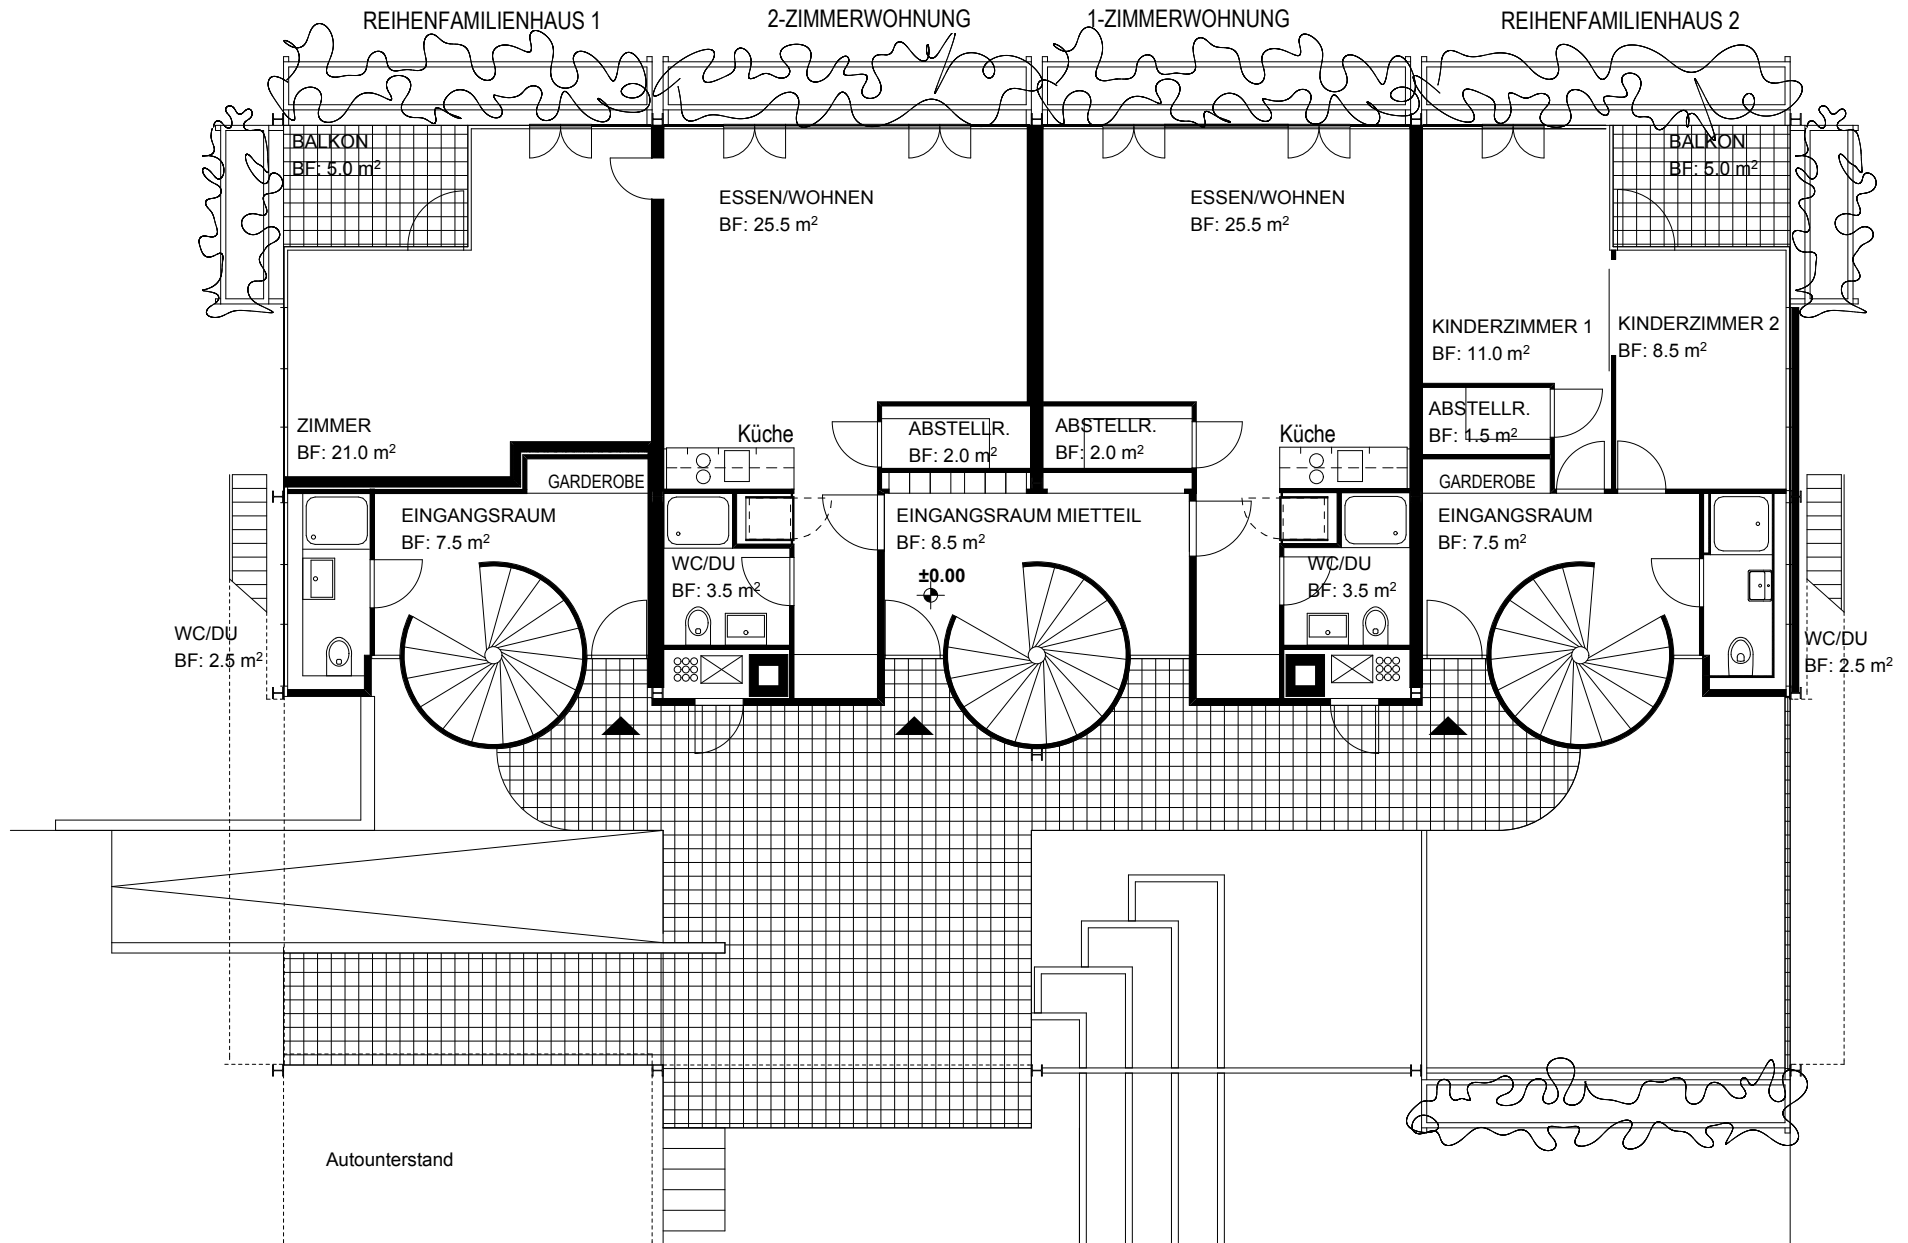 REIHENFAMILIENHAUS 1
2-ZIMMERWOHNUNG
1-ZIMMERWOHNUNG
REIHENFAMILIENHAUS 2
BALKON
BF: 5.0 m²
BALKON
BF: 5.0 m²
ESSEN/WOHNEN
BF: 25.5 m²
ESSEN/WOHNEN
BF: 25.5 m²
KINDERZIMMER 1
BF: 11.0 m²
KINDERZIMMER 2
BF: 8.5 m²
ZIMMER
BF: 21.0 m²
Küche
ABSTELLR.
BF: 2.0 m²
ABSTELLR.
BF: 2.0 m²
Küche
ABSTELLR.
BF: 1.5 m²
GARDEROBE
GARDEROBE
EINGANGSRAUM
BF: 7.5 m²
EINGANGSRAUM MIETTEIL
BF: 8.5 m²
±0.00
EINGANGSRAUM
BF: 7.5 m²
WC/DU
BF: 3.5 m²
WC/DU
BF: 3.5 m²
WC/DU
BF: 2.5 m²
WC/DU
BF: 2.5 m²
Autounterstand